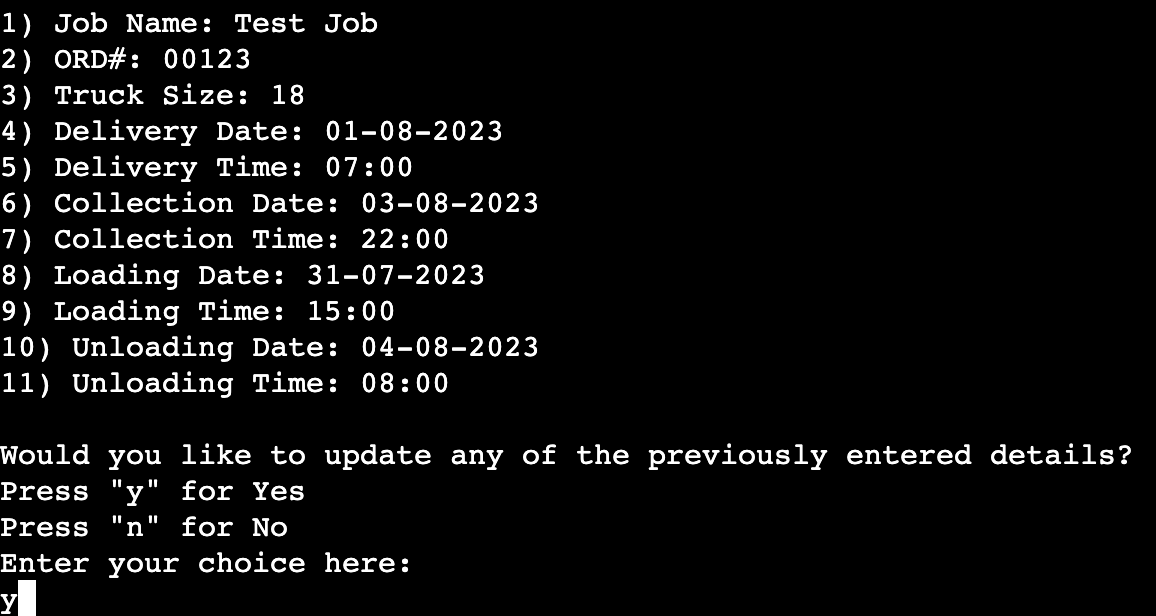 1) Job Name: Test Job
2) ORD#: 00123
3) Truck Size: 18
4) Delivery Date: 01-08-2023
5) Delivery Time: 07:00
6) Collection Date: 03-08-2023
7) Collection Time: 22:00
8) Loading Date: 31-07-2023
9) Loading Time: 15:00
10) Unloading Date: 04-08-2023
11) Unloading Time: 08:00
Would you like to update any of the previously entered details?
Press "y" for Yes
Press "n" for No
Enter your choice here:
y